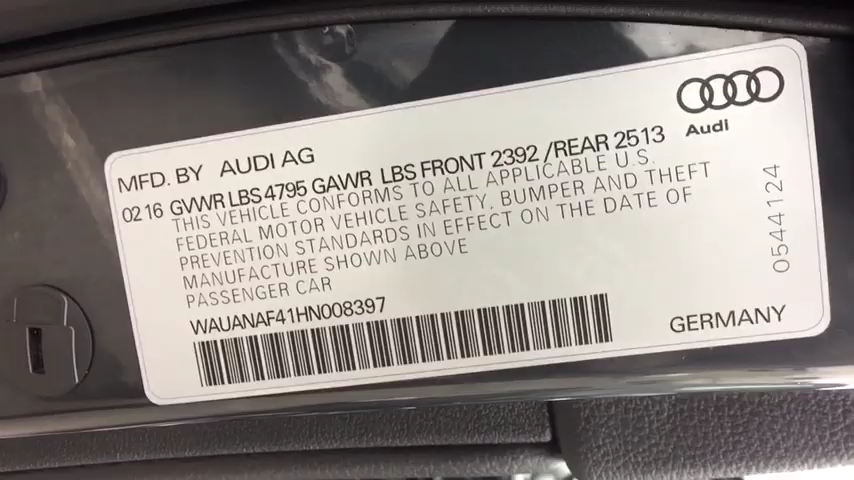 Audi
MFD. BY AUDI AG
02 16 GVWR LBS 4795 GAWR LBS FRONT 2392 /REAR 2513
THIS VEHICLE CONFORMS TO ALL APPLICABLE U.S.
FEDERAL MOTOR VEHICLE SAFETY, BUMPER AND THEFT
PREVENTION STANDARDS IN EFFECT ON THE DATE OF
MANUFACTURE SHOWN ABOVE
PASSENGER CAR
WAUANAF41HN008397
GERMANY
0544124